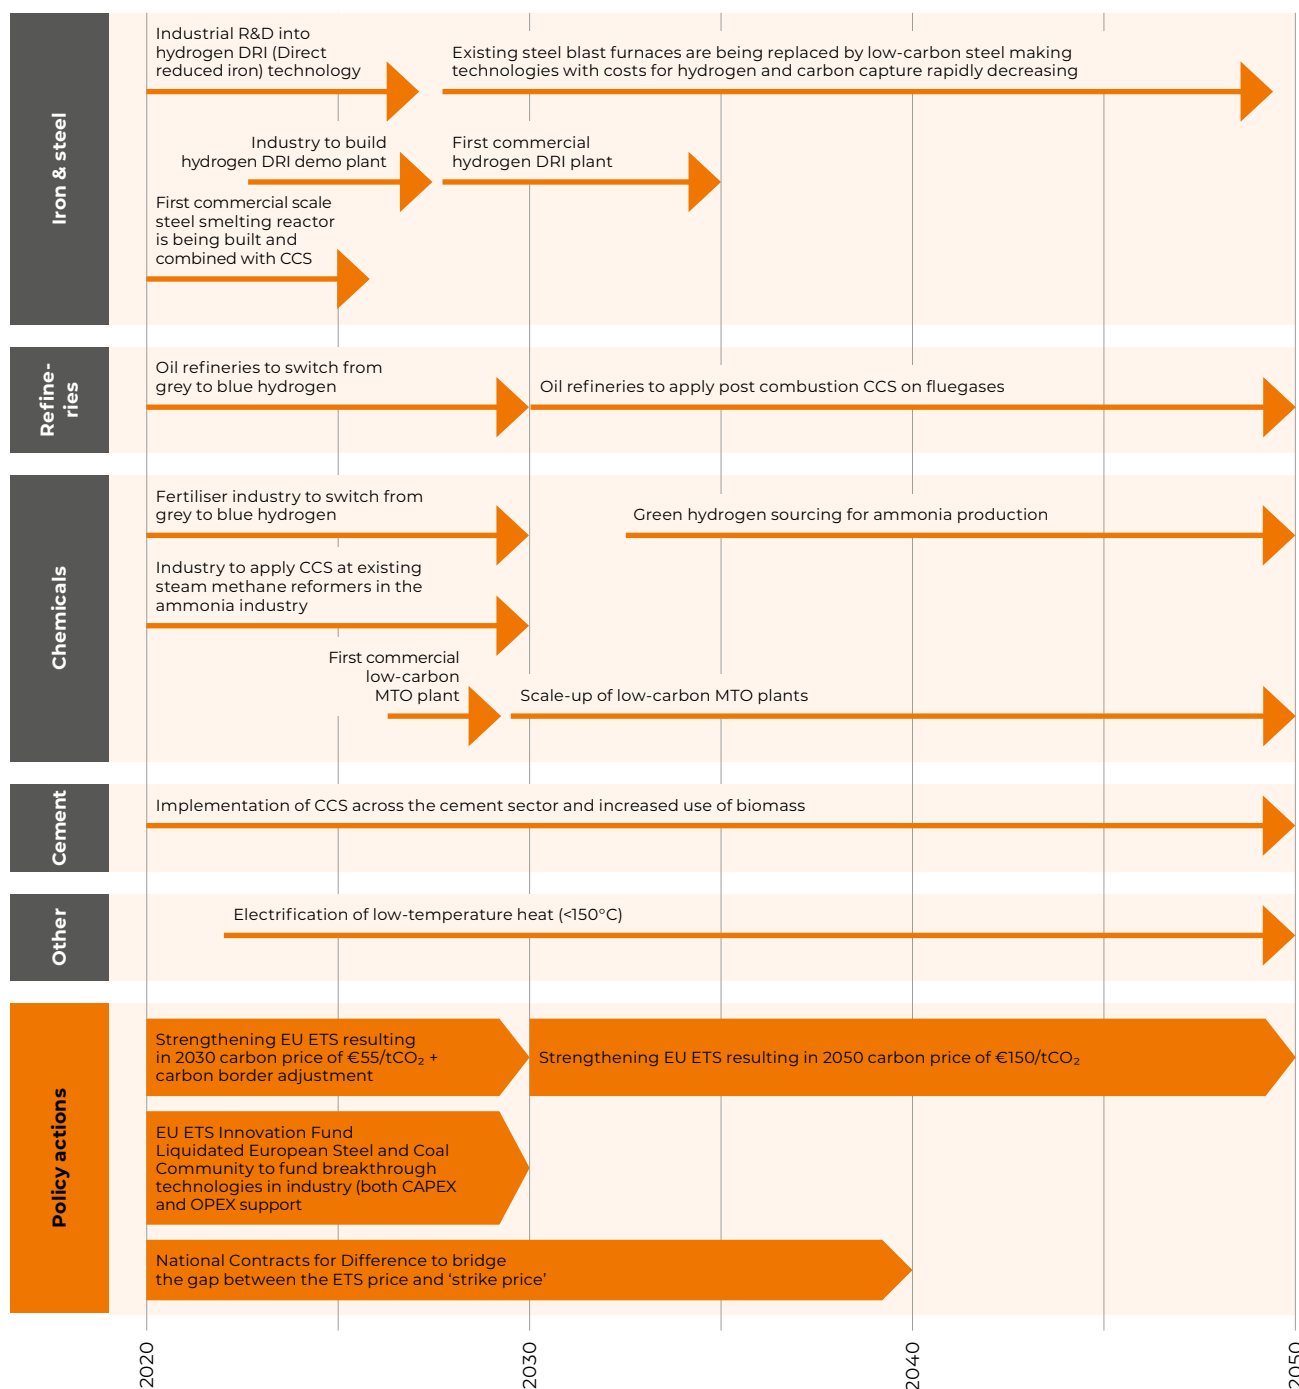 Iron & steel
Industrial R&D into
hydrogen DRI (Direct
reduced iron) technology
Existing steel blast furnaces are being replaced by low-carbon steel making
technologies with costs for hydrogen and carbon capture rapidly decreasing
Industry to build
hydrogen DRI demo plant
First commercial
hydrogen DRI plant
First commercial scale
steel smelting reactor
is being built and
combined with CCS
Refine-
ries
Oil refineries to switch from
grey to blue hydrogen
Oil refineries to apply post combustion CCS on fluegases
Chemicals
Fertiliser industry to switch from
grey to blue hydrogen
Green hydrogen sourcing for ammonia production
Industry to apply CCS at existing
steam methane reformers in the
ammonia industry
First commercial
low-carbon
MTO plant
Scale-up of low-carbon MTO plants
Cement
Implementation of CCS across the cement sector and increased use of biomass
Other
Electrification of low-temperature heat (<150°C)
Policy actions
Strengthening EU ETS resulting
in 2030 carbon price of €55/tCO₂ +
carbon border adjustment
Strengthening EU ETS resulting in 2050 carbon price of €150/tCO₂
EU ETS Innovation Fund
Liquidated European Steel and Coal
Community to fund breakthrough
technologies in industry (both CAPEX
and OPEX support
National Contracts for Difference to bridge
the gap between the ETS price and ‘strike price’
2020
2030
2040
2050